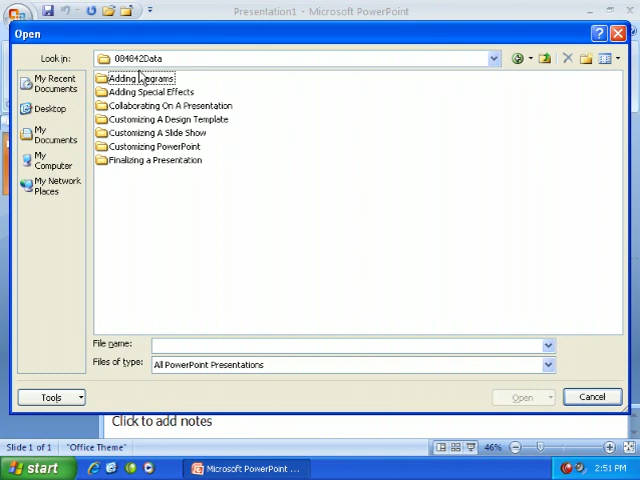 Presentation1 - Microsoft PowerPoint
Open
Look in:
084842Data
My Recent
Documents
Desktop
My
Documents
My
Computer
My Network
Places
Adding Diagrams
Adding Special Effects
Collaborating On A Presentation
Customizing A Design Template
Customizing A Slide Show
Customizing PowerPoint
Finalizing a Presentation
File name:
Files of type:
All PowerPoint Presentations
Tools
Open
Cancel
Click to add notes
Slide 1 of 1
"Office Theme"
46%
start
Microsoft PowerPoint ...
2:51 PM